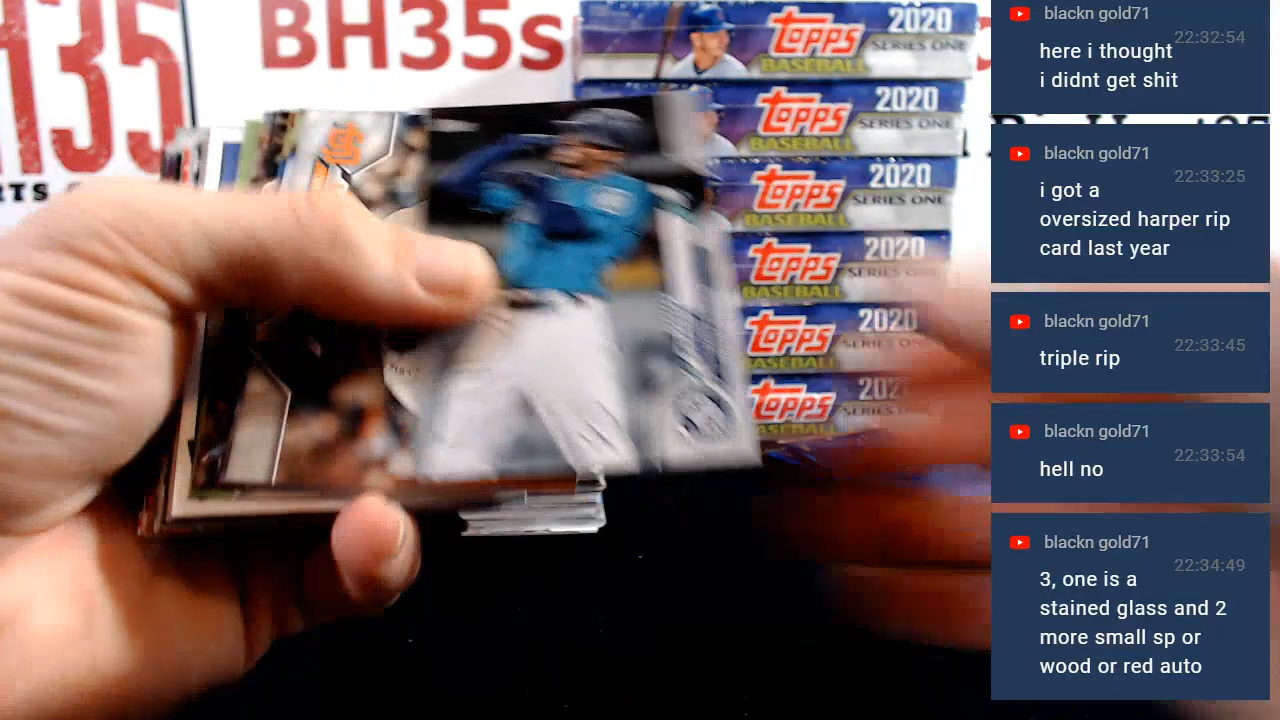 H35
RTS
BH35s
Topps 2020
SERIES ONE
BASEBALL
Topps 2020
SERIES ONE
BASEBALL
Topps 2020
SERIES ONE
BASEBALL
Topps 2020
SERIES ONE
BASEBALL
Topps 2020
BASEBALL
Topps
BASEBALL
blackn gold71
22:32:54
here i thought
i didnt get shit
blackn gold71
22:33:25
i got a
oversized harper rip
card last year
blackn gold71
22:33:45
triple rip
blackn gold71
22:33:54
hell no
blackn gold71
22:34:49
3, one is a
stained glass and 2
more small sp or
wood or red auto